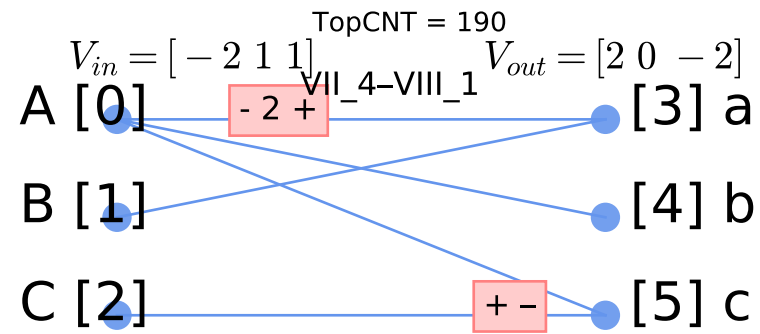 TopCNT = 190
V_in = [ − 2 1 1]
V_out = [2 0 − 2]
VII_4–VIII_1
A [0]
- 2 +
[3] a
B [1]
[4] b
C [2]
+ –
[5] c